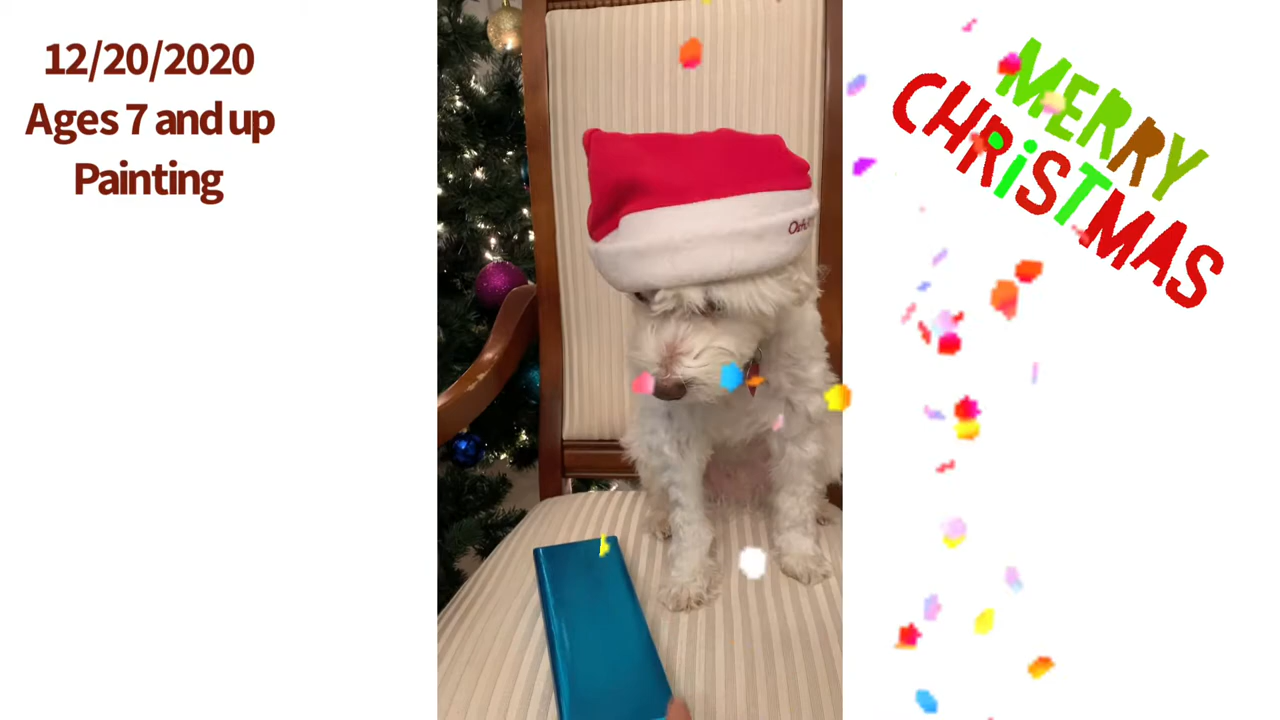 12/20/2020
Ages 7 and up
Painting
MERRY
CHRiSTMAS